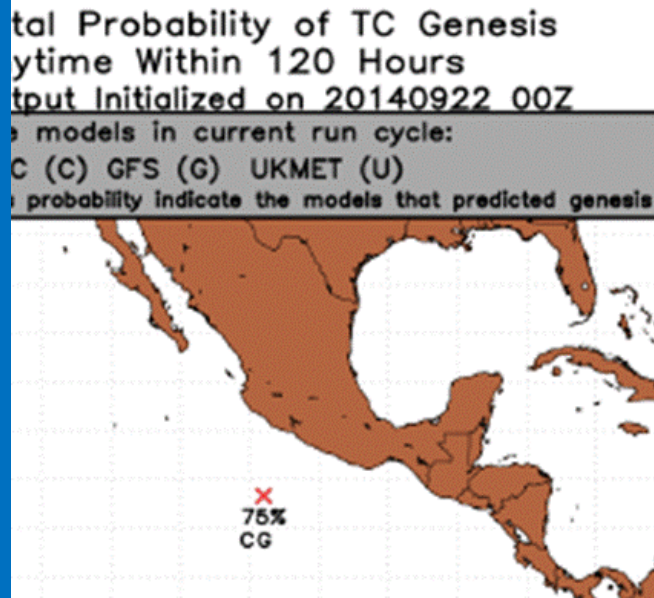 tal Probability of TC Genesis
ytime Within 120 Hours
tput Initialized on 20140922 00Z
e models in current run cycle:
C (C) GFS (G) UKMET (U)
probability indicate the models that predicted genesis
75%
CG